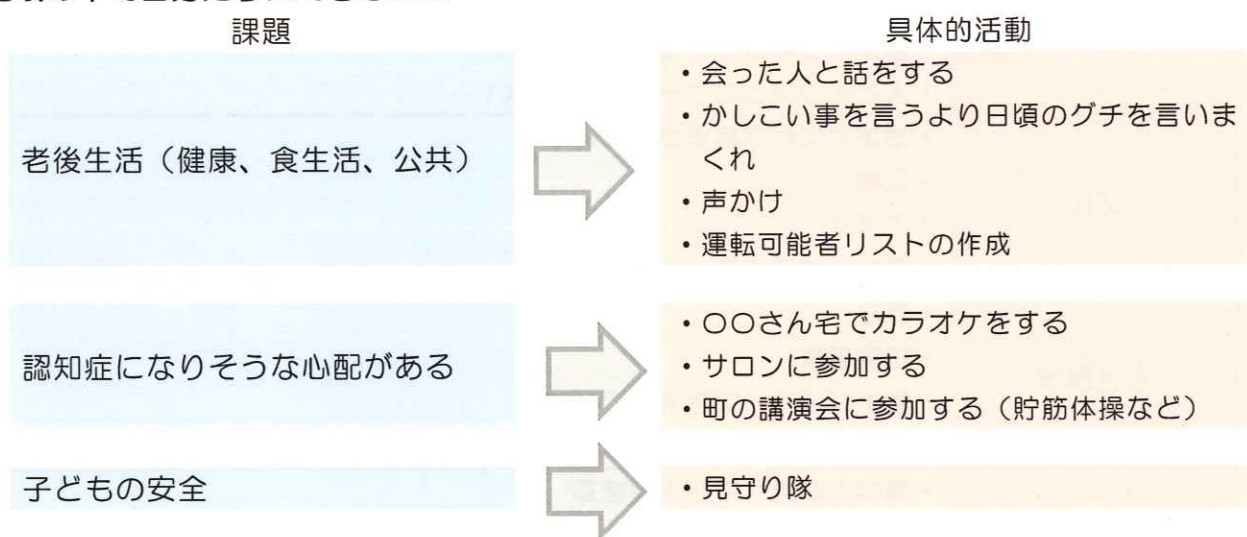 課題
具体的活動
老後生活（健康、食生活、公共）
・会った人と話をする
・かしこい事を言うより日頃のグチを言いま
くれ
・声かけ
・運転可能者リストの作成
認知症になりそうな心配がある
・〇〇さん宅でカラオケをする
・サロンに参加する
・町の講演会に参加する（貯筋体操など）
子どもの安全
・見守り隊